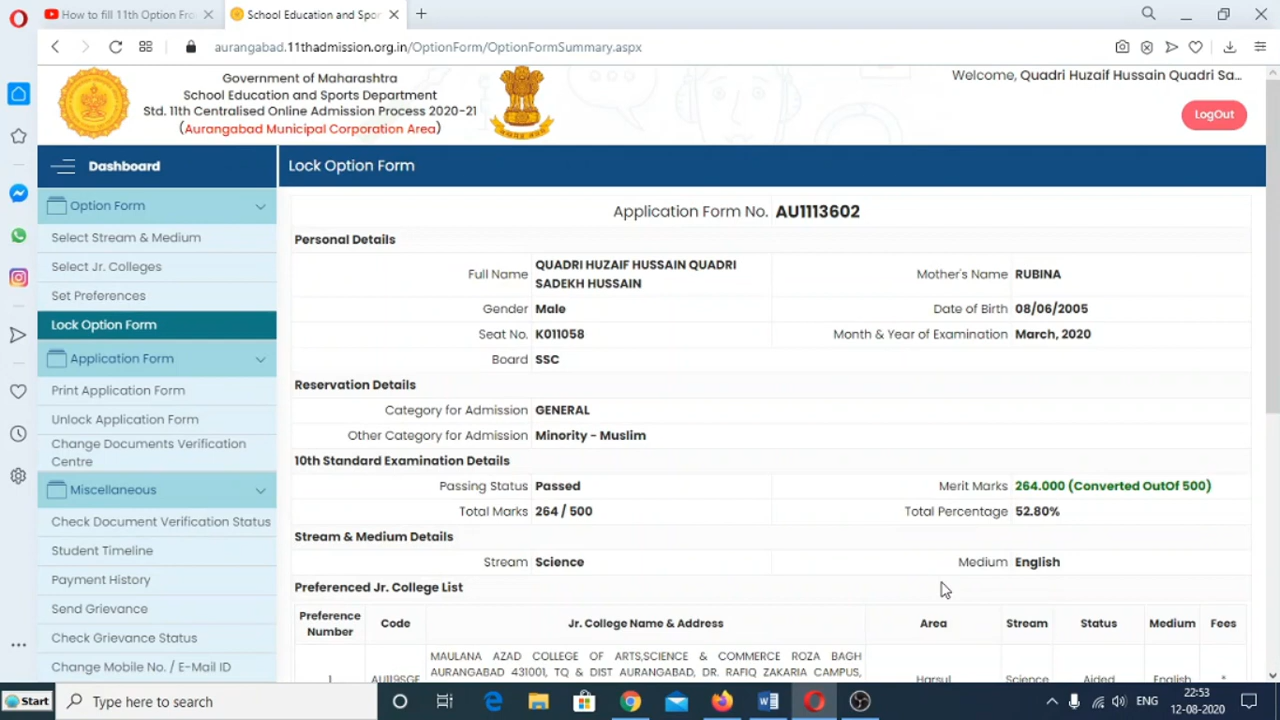 How to fill 11th Option Fro
School Education and Spor
aurangabad.11thadmission.org.in/OptionForm/OptionFormSummary.aspx
Government of Maharashtra
School Education and Sports Department
Std. 11th Centralised Online Admission Process 2020-21
(Aurangabad Municipal Corporation Area)
Welcome, Quadri Huzaif Hussain Quadri Sa...
LogOut
Dashboard
Lock Option Form
Option Form
Select Stream & Medium
Select Jr. Colleges
Set Preferences
Lock Option Form
Application Form
Print Application Form
Unlock Application Form
Change Documents Verification
Centre
Miscellaneous
Check Document Verification Status
Student Timeline
Payment History
Send Grievance
Check Grievance Status
Change Mobile No. / E-Mail ID
Application Form No. AU1113602
Personal Details
Full Name QUADRI HUZAIF HUSSAIN QUADRI
SADEKH HUSSAIN
Mother's Name RUBINA
Gender Male
Date of Birth 08/06/2005
Seat No. K011058
Month & Year of Examination March, 2020
Board SSC
Reservation Details
Category for Admission GENERAL
Other Category for Admission Minority - Muslim
10th Standard Examination Details
Passing Status Passed
Merit Marks 264.000 (Converted OutOf 500)
Total Marks 264 / 500
Total Percentage 52.80%
Stream & Medium Details
Stream Science
Medium English
Preferenced Jr. College List
Preference
Number
Code
Jr. College Name & Address
Area
Stream
Status
Medium
Fees
MAULANA AZAD COLLEGE OF ARTS,SCIENCE & COMMERCE ROZA BAGH
AURANGABAD 431001, TQ & DIST AURANGABAD, DR. RAFIQ ZAKARIA CAMPUS,
1 AU119SGE Harsul Science Aided English *
Start
Type here to search
ENG
22:53
12-08-2020